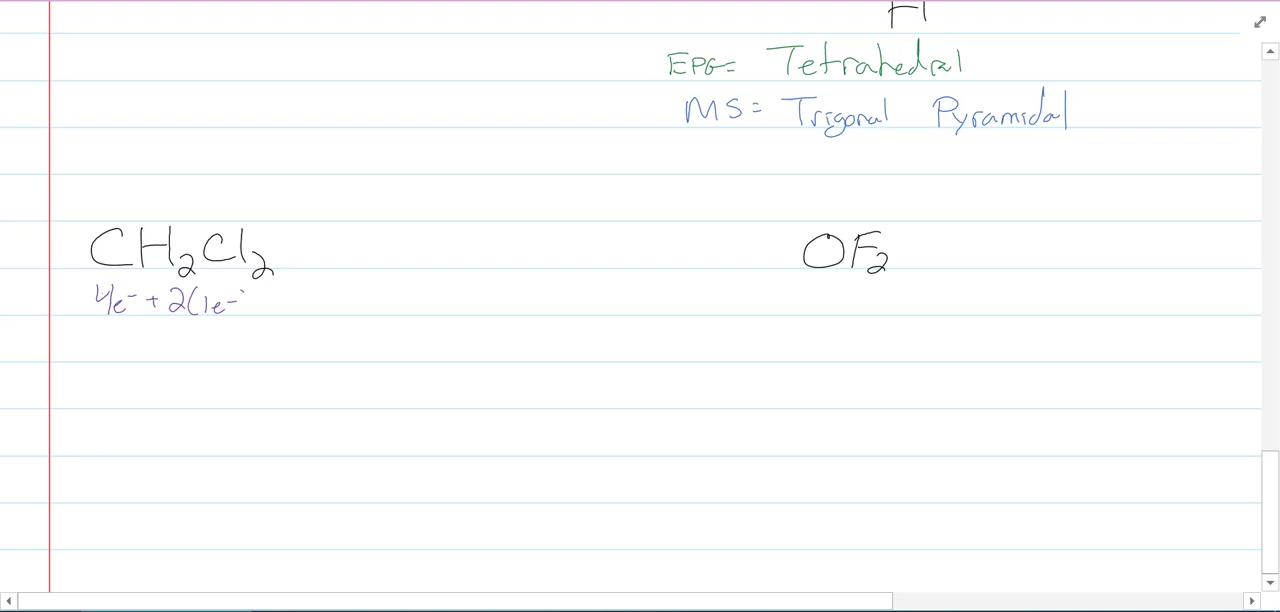 H
EPG= Tetrahedral
MS= Trigonal Pyramidal
CH₂Cl₂
OF₂
4e⁻ + 2(1e⁻